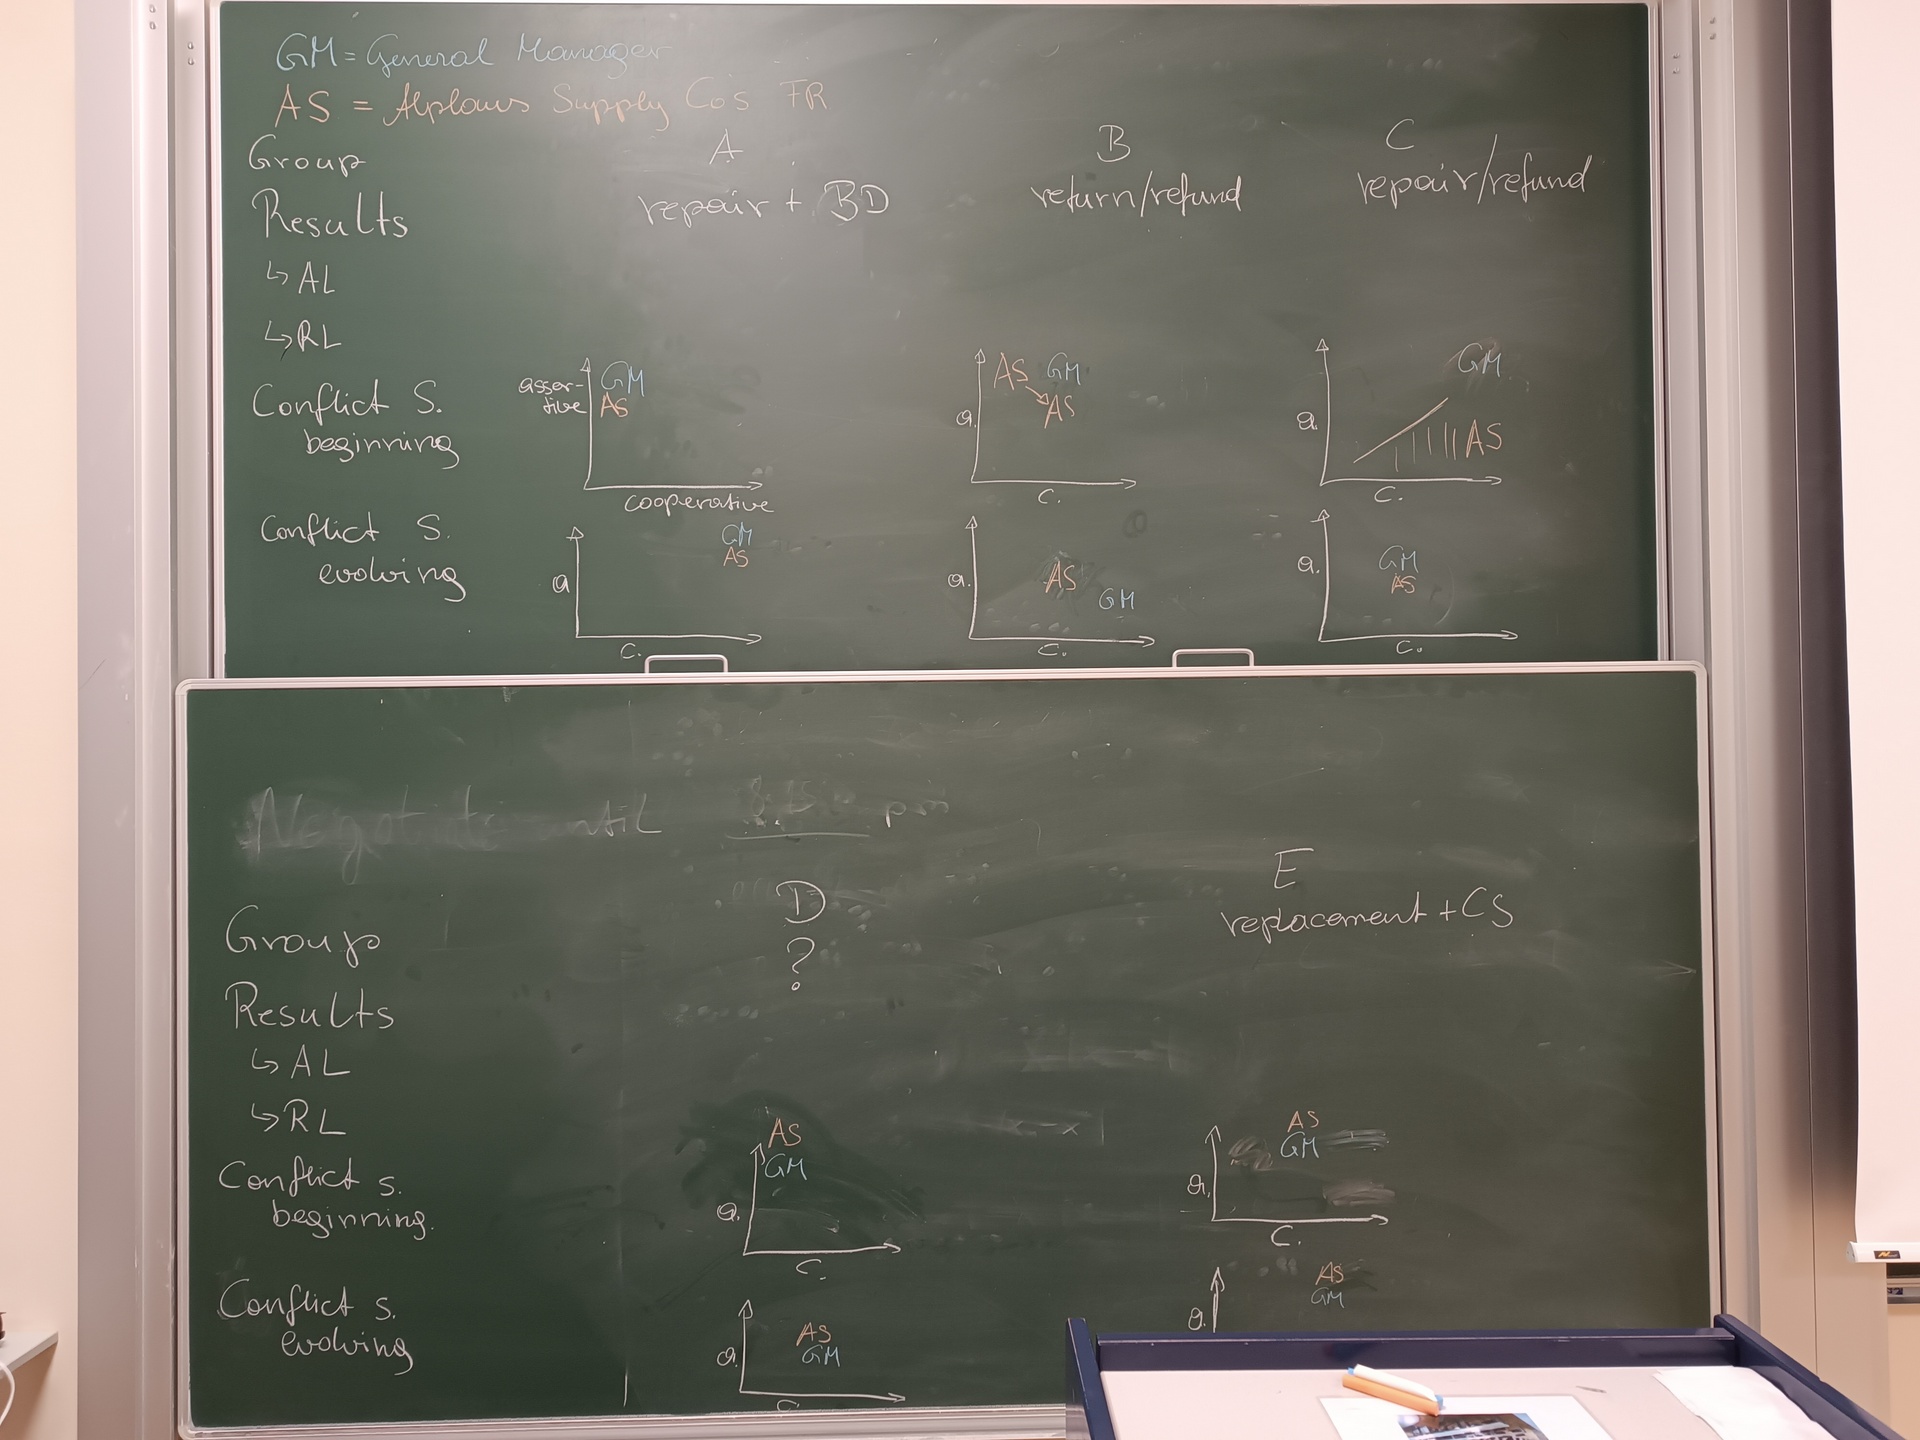 GM = General Manager
AS = Alplaus Supply Co's FR
Group A B C
Results repair + BD return/refund repair/refund
↳ AL
↳ RL
Conflict S.
beginning
asser-
tive
GM
AS
cooperative
a.
AS GM
AS
c.
a.
GM
AS
c.
Conflict S.
evolving
a
GM
AS
c.
a.
AS
GM
c.
a.
GM
AS
c.
Negotiate until 8:15 pm
Group D E
Results ? replacement + CS
↳ AL
↳ RL
Conflict s.
beginning.
AS
GM
a.
c.
AS
GM
a.
c.
Conflict s.
evolving
AS
GM
a.
c.
AS
GM
a.